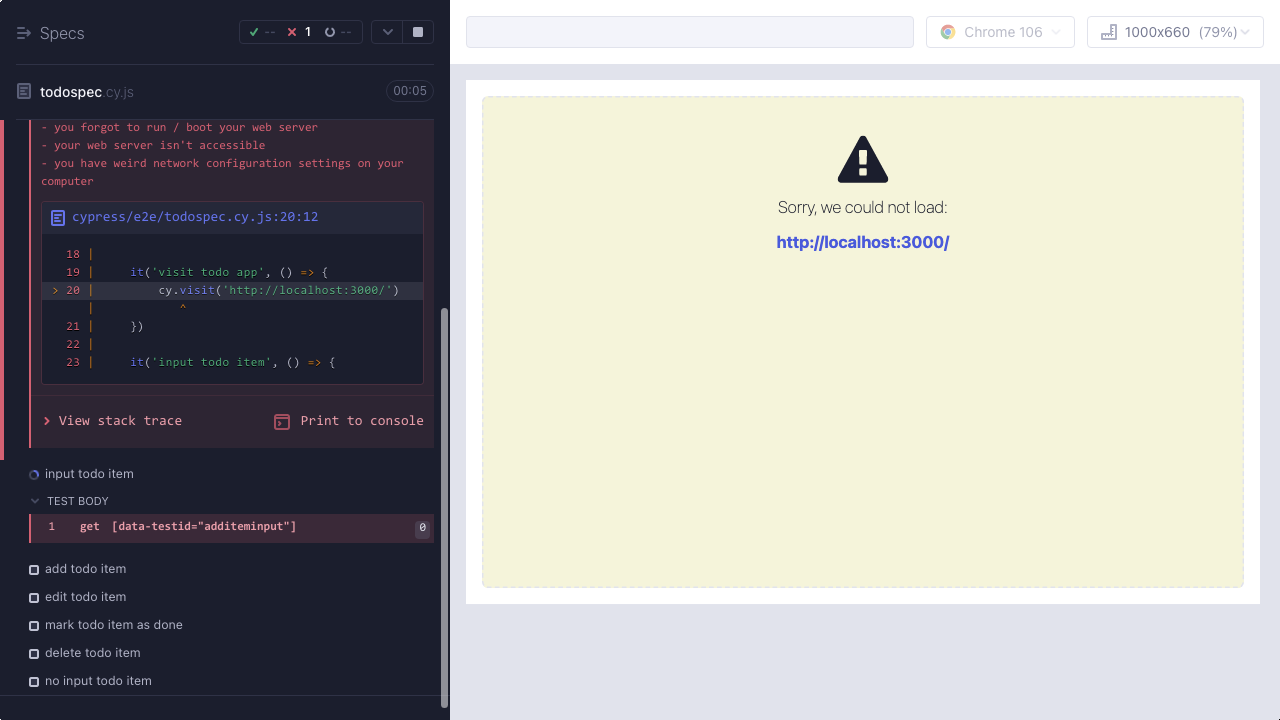 Specs
--
1
--
todospec.cy.js
00:05
- you forgot to run / boot your web server
- your web server isn't accessible
- you have weird network configuration settings on your
computer
cypress/e2e/todospec.cy.js:20:12
18 |
19 |     it('visit todo app', () => {
> 20 |         cy.visit('http://localhost:3000/')
|            ^
21 |     })
22 |
23 |     it('input todo item', () => {
View stack trace
Print to console
input todo item
TEST BODY
1 get [data-testid="additeminput"] 0
add todo item
edit todo item
mark todo item as done
delete todo item
no input todo item
Chrome 106
1000x660 (79%)
Sorry, we could not load:
http://localhost:3000/